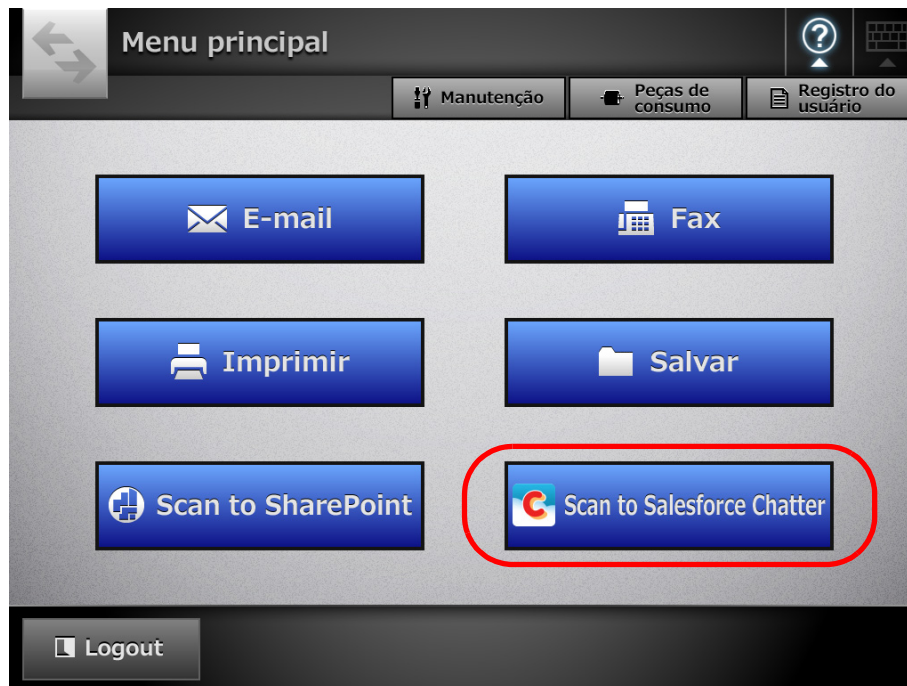 Menu principal
?
Manutenção
Peças de
consumo
Registro do
usuário
E-mail
Fax
Imprimir
Salvar
Scan to SharePoint
C Scan to Salesforce Chatter
Logout